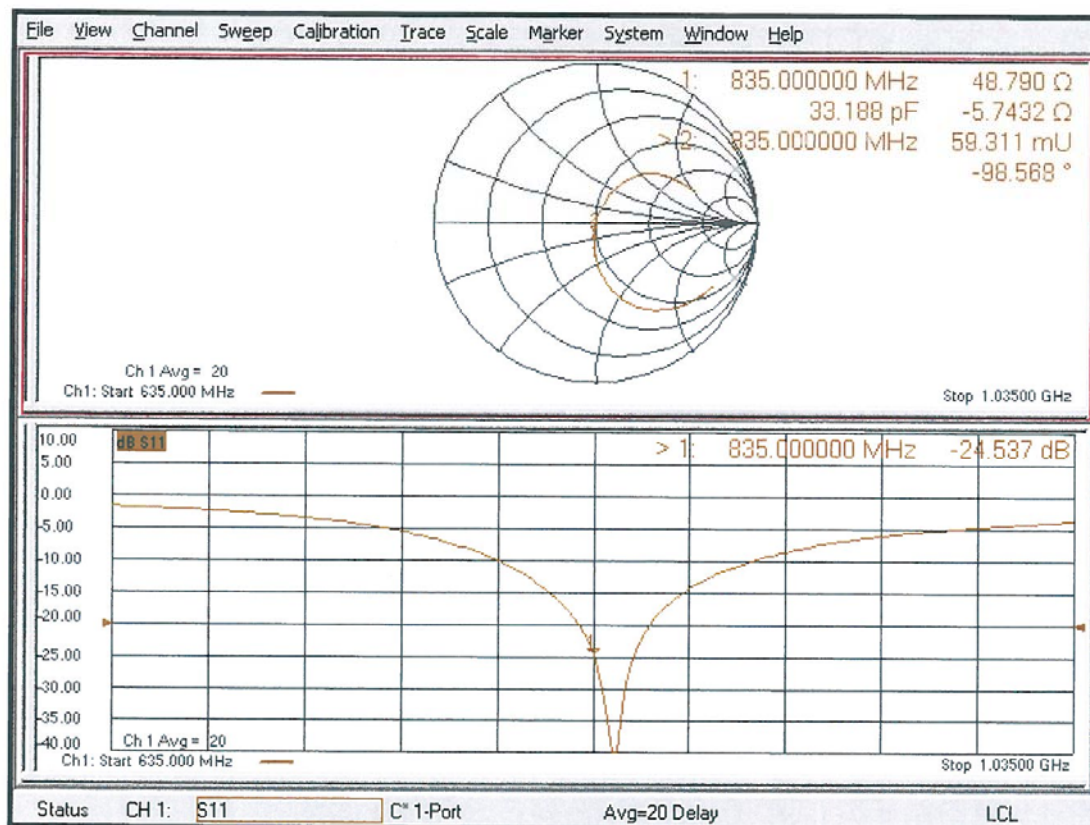 File View Channel Sweep Calibration Trace Scale Marker System Window Help
1: 835.000000 MHz 48.790 Ω
33.188 pF -5.7432 Ω
> 2: 835.000000 MHz 59.311 mU
-98.568 °
Ch 1 Avg = 20
Ch1: Start 635.000 MHz
Stop 1.03500 GHz
10.00
dB S11
> 1: 835.000000 MHz -24.537 dB
5.00
0.00
-5.00
-10.00
-15.00
-20.00
-25.00
1
-30.00
-35.00
-40.00
Ch 1 Avg = 20
Ch1: Start 635.000 MHz
Stop 1.03500 GHz
Status CH 1: S11 C* 1-Port Avg=20 Delay LCL